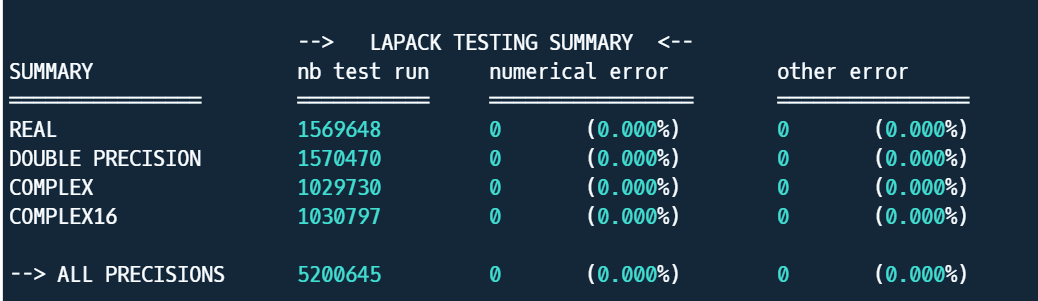 -->   LAPACK TESTING SUMMARY  <--
SUMMARY                 nb test run     numerical error         other error
================        ===========     =================       ================
REAL                    1569648         0       (0.000%)        0       (0.000%)
DOUBLE PRECISION        1570470         0       (0.000%)        0       (0.000%)
COMPLEX                 1029730         0       (0.000%)        0       (0.000%)
COMPLEX16               1030797         0       (0.000%)        0       (0.000%)
--> ALL PRECISIONS      5200645         0       (0.000%)        0       (0.000%)